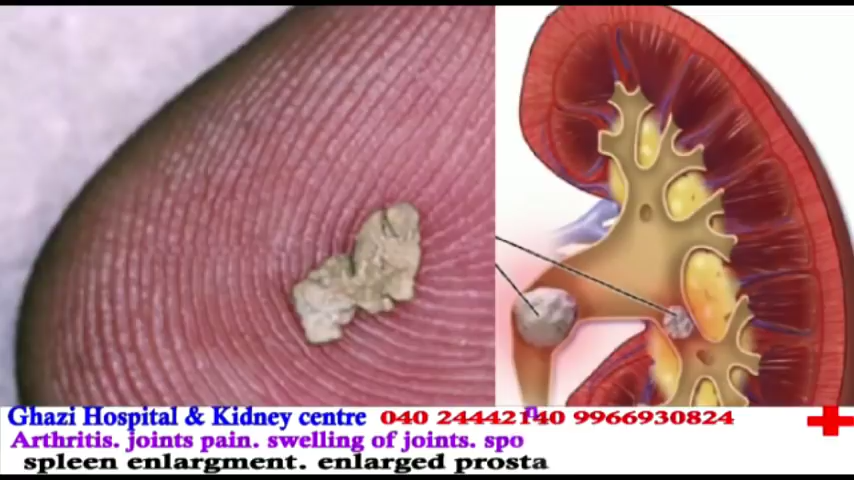 Ghazi Hospital & Kidney centre 040 24442140 9966930824
Arthritis. joints pain. swelling of joints. spo
spleen enlargment. enlarged prosta